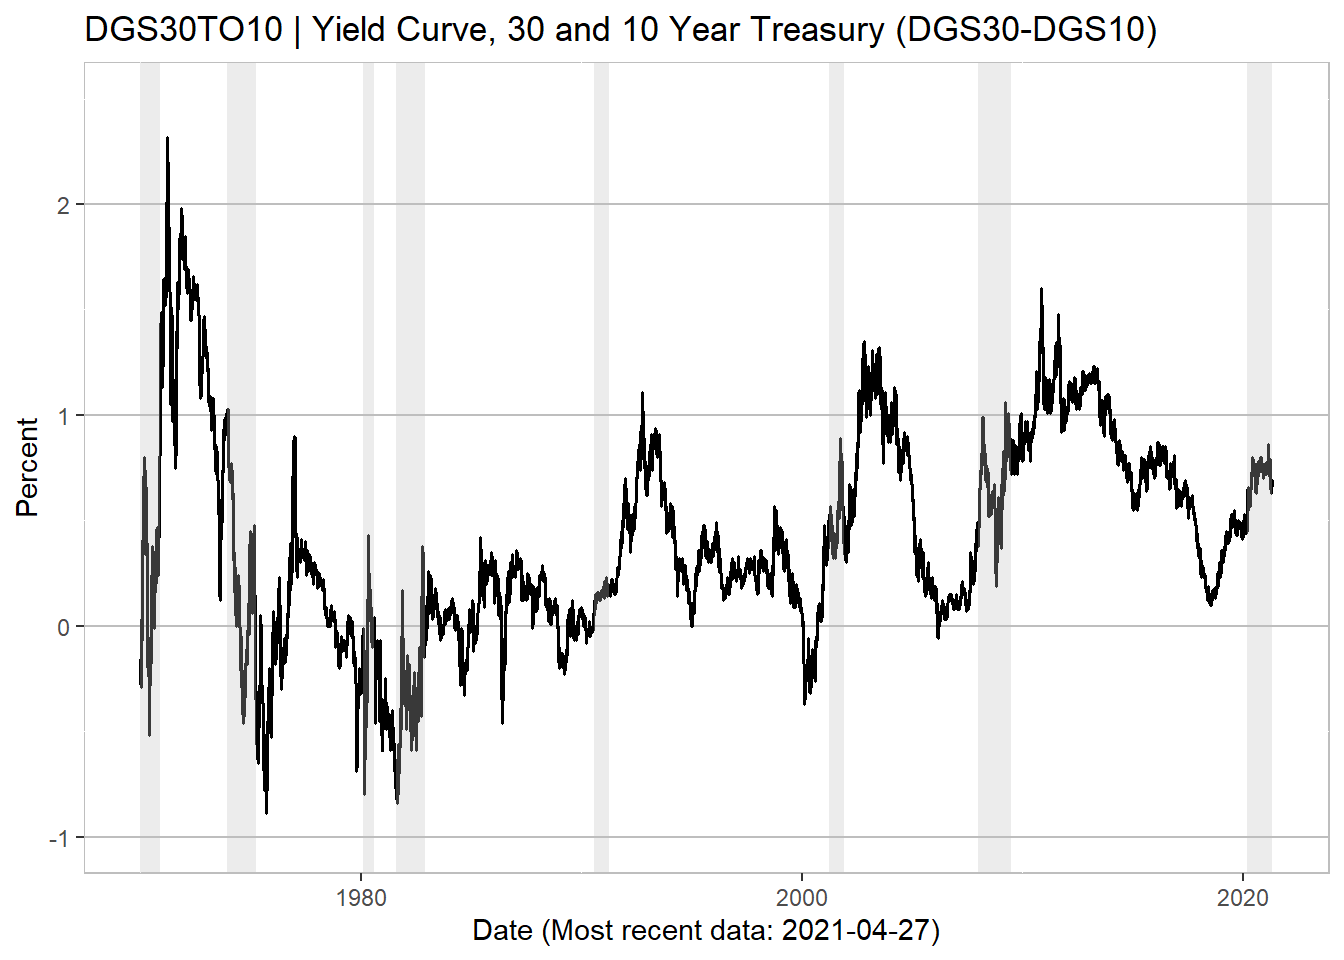 DGS30TO10 | Yield Curve, 30 and 10 Year Treasury (DGS30-DGS10)
Percent
2
1
0
-1
1980
2000
2020
Date (Most recent data: 2021-04-27)